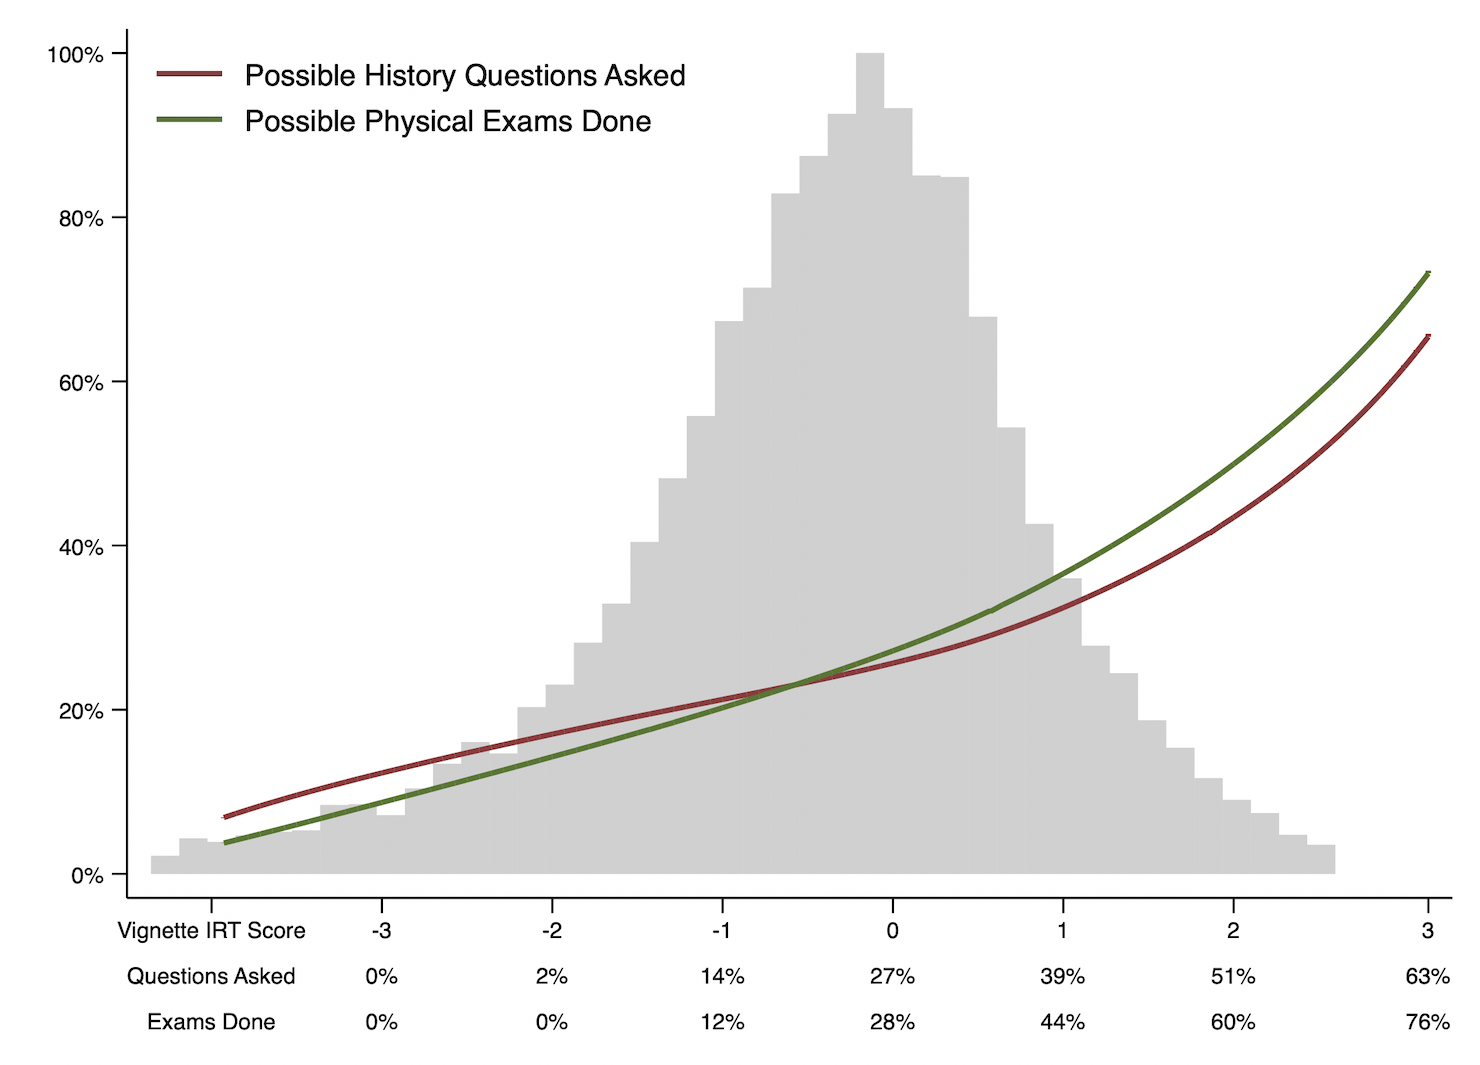 100%
Possible History Questions Asked
Possible Physical Exams Done
80%
60%
40%
20%
0%
Vignette IRT Score -3 -2 -1 0 1 2 3
Questions Asked 0% 2% 14% 27% 39% 51% 63%
Exams Done 0% 0% 12% 28% 44% 60% 76%